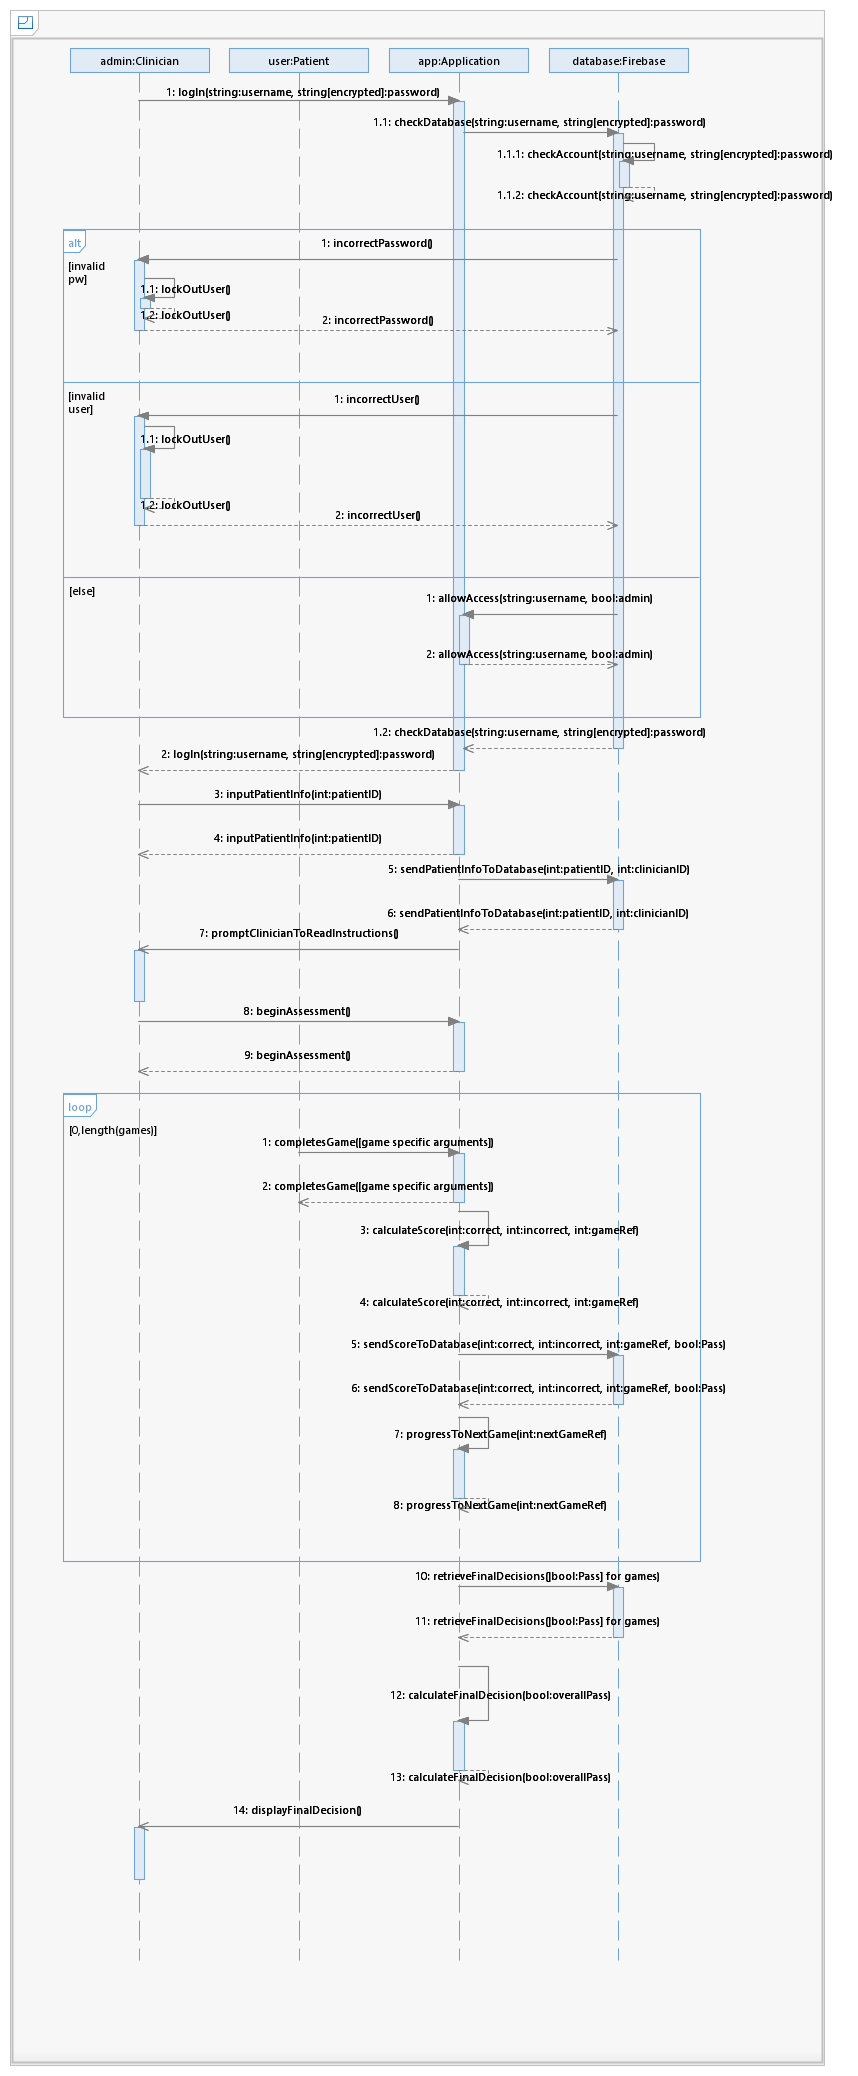 admin:Clinician
user:Patient
app:Application
database:Firebase
1: logIn(string:username, string[encrypted]:password)
1.1: checkDatabase(string:username, string[encrypted]:password)
1.1.1: checkAccount(string:username, string[encrypted]:password)
1.1.2: checkAccount(string:username, string[encrypted]:password)
alt
1: incorrectPassword()
[invalid
pw]
1.1: lockOutUser()
1.2: lockOutUser()
2: incorrectPassword()
[invalid
user]
1: incorrectUser()
1.1: lockOutUser()
1.2: lockOutUser()
2: incorrectUser()
[else]
1: allowAccess(string:username, bool:admin)
2: allowAccess(string:username, bool:admin)
1.2: checkDatabase(string:username, string[encrypted]:password)
2: logIn(string:username, string[encrypted]:password)
3: inputPatientInfo(int:patientID)
4: inputPatientInfo(int:patientID)
5: sendPatientInfoToDatabase(int:patientID, int:clinicianID)
6: sendPatientInfoToDatabase(int:patientID, int:clinicianID)
7: promptClinicianToReadInstructions()
8: beginAssessment()
9: beginAssessment()
loop
[0,length(games)]
1: completesGame([game specific arguments])
2: completesGame([game specific arguments])
3: calculateScore(int:correct, int:incorrect, int:gameRef)
4: calculateScore(int:correct, int:incorrect, int:gameRef)
5: sendScoreToDatabase(int:correct, int:incorrect, int:gameRef, bool:Pass)
6: sendScoreToDatabase(int:correct, int:incorrect, int:gameRef, bool:Pass)
7: progressToNextGame(int:nextGameRef)
8: progressToNextGame(int:nextGameRef)
10: retrieveFinalDecisions([bool:Pass] for games)
11: retrieveFinalDecisions([bool:Pass] for games)
12: calculateFinalDecision(bool:overallPass)
13: calculateFinalDecision(bool:overallPass)
14: displayFinalDecision()